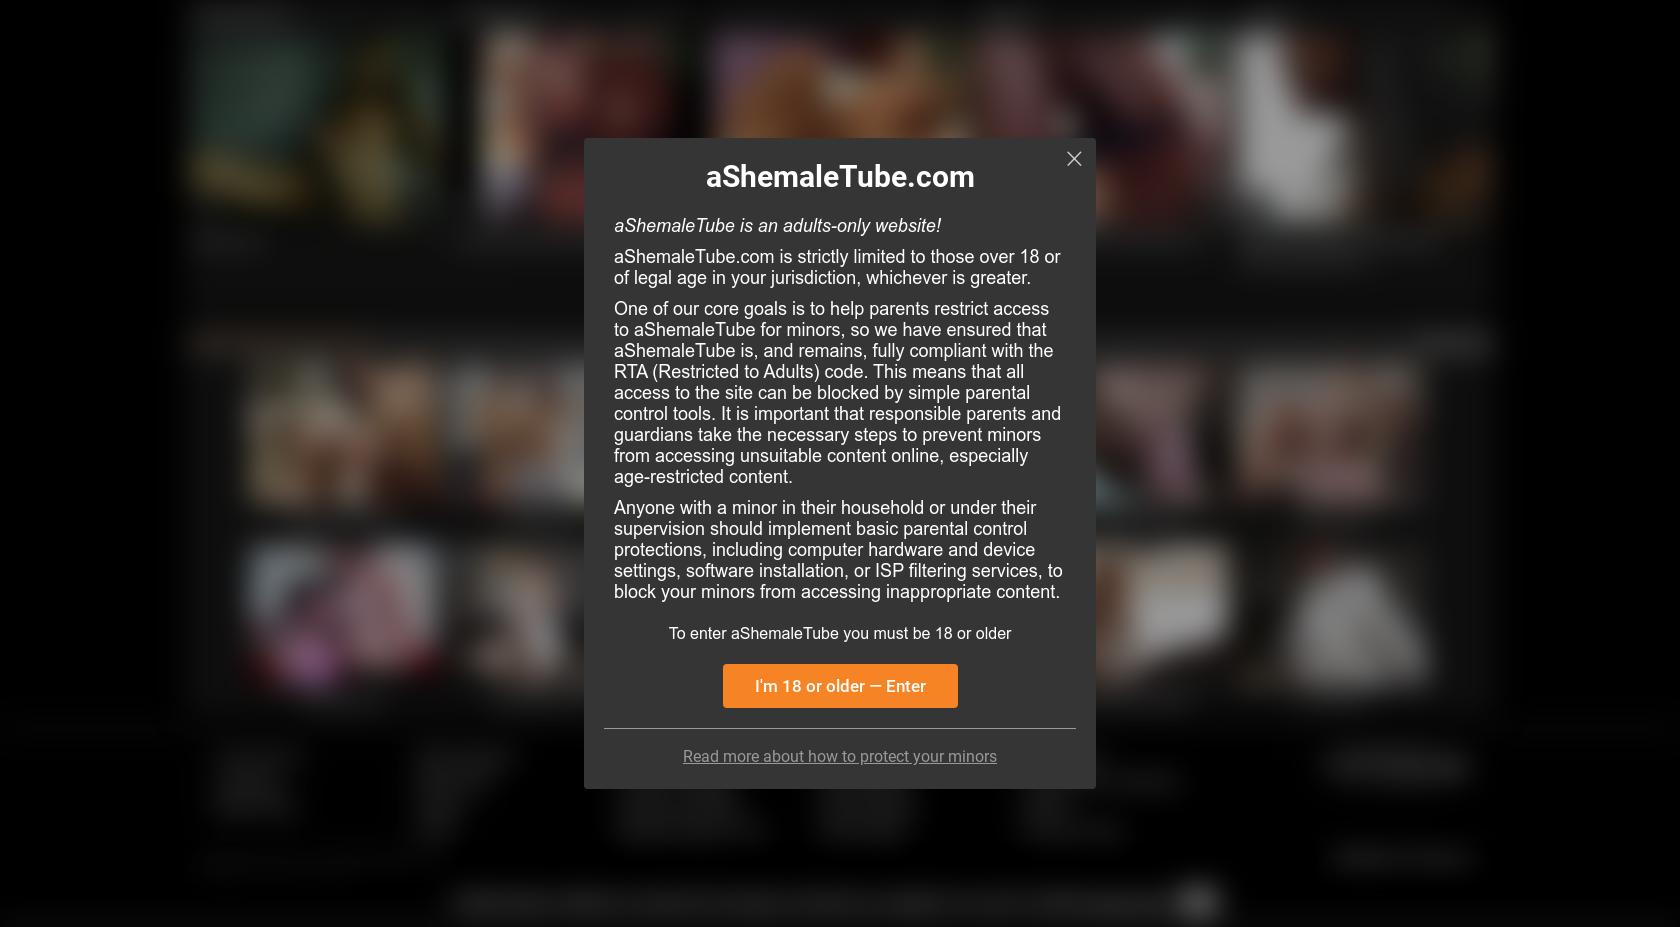 aShemaleTube.com
aShemaleTube is an adults-only website!
aShemaleTube.com is strictly limited to those over 18 or
of legal age in your jurisdiction, whichever is greater.
One of our core goals is to help parents restrict access
to aShemaleTube for minors, so we have ensured that
aShemaleTube is, and remains, fully compliant with the
RTA (Restricted to Adults) code. This means that all
access to the site can be blocked by simple parental
control tools. It is important that responsible parents and
guardians take the necessary steps to prevent minors
from accessing unsuitable content online, especially
age-restricted content.
Anyone with a minor in their household or under their
supervision should implement basic parental control
protections, including computer hardware and device
settings, software installation, or ISP filtering services, to
block your minors from accessing inappropriate content.
To enter aShemaleTube you must be 18 or older
I'm 18 or older — Enter
Read more about how to protect your minors